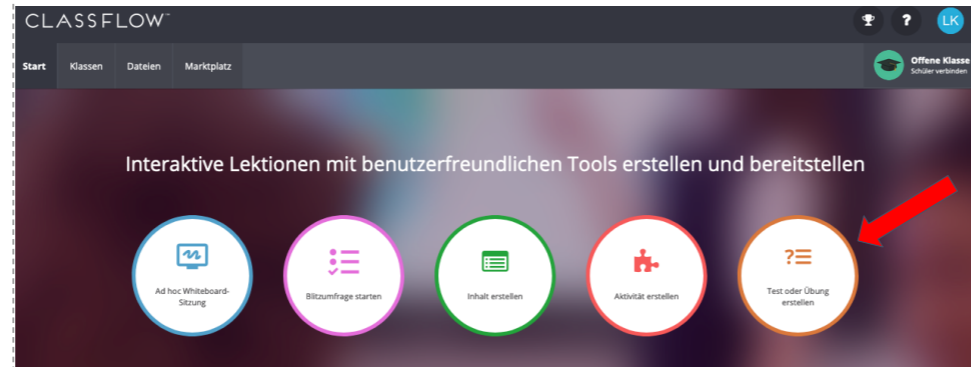 CLASSFLOW™
? LK
Start Klassen Dateien Marktplatz
Offene Klasse
Schüler verbinden
Interaktive Lektionen mit benutzerfreundlichen Tools erstellen und bereitstellen
Ad hoc Whiteboard-
Sitzung
Blitzumfrage starten
Inhalt erstellen
Aktivität erstellen
Test oder Übung
erstellen